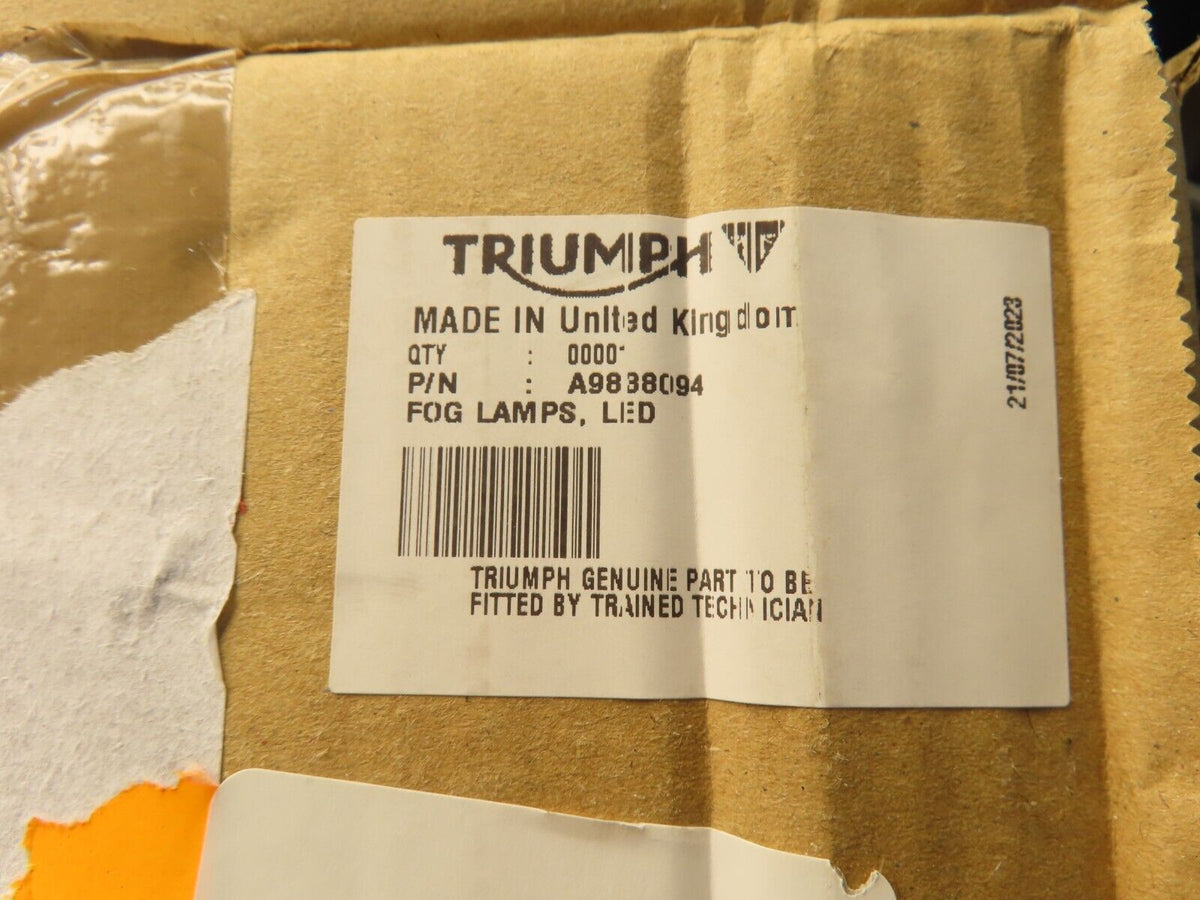 TRIUMPH
MADE IN United Kingdom
QTY : 0000
P/N : A9838094
FOG LAMPS, LED
21/07/2023
TRIUMPH GENUINE PART TO BE
FITTED BY TRAINED TECHNICIAN